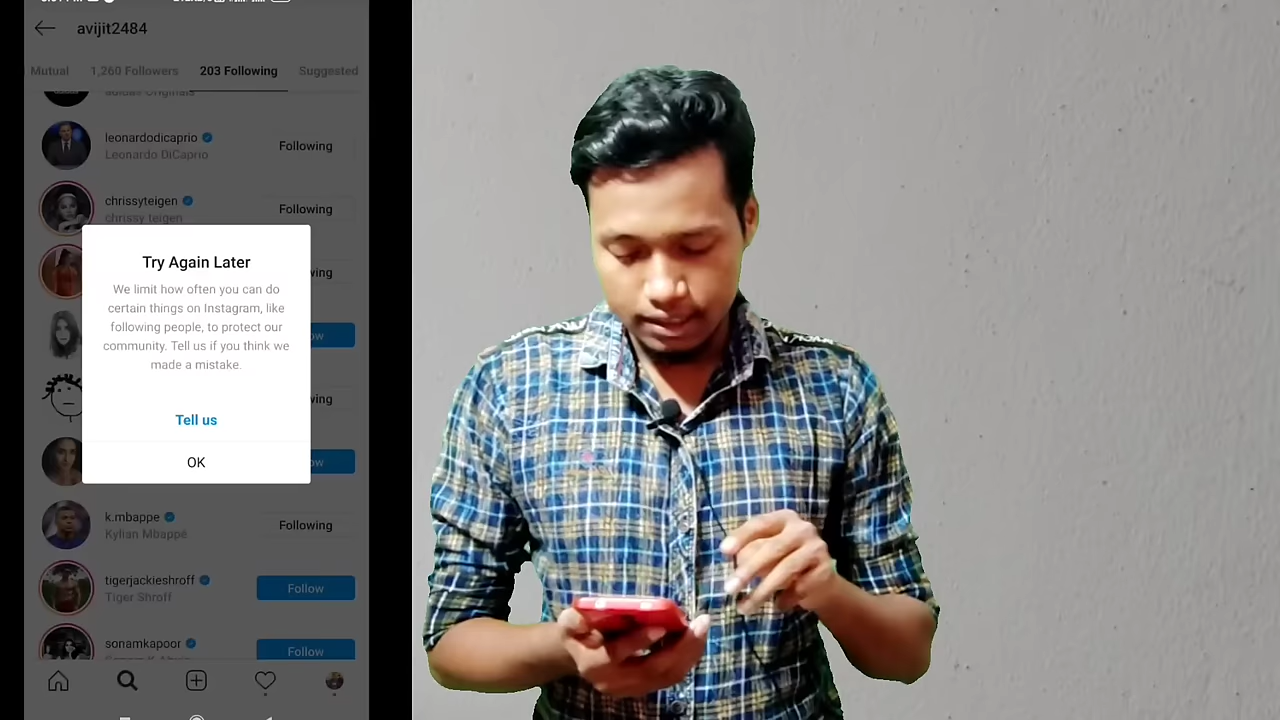 avijit2484
Mutual
1,260 Followers
203 Following
Suggested
adidas Originals
leonardodicaprio
Leonardo DiCaprio
Following
chrissyteigen
chrissy teigen
Following
Try Again Later
We limit how often you can do
certain things on Instagram, like
following people, to protect our
community. Tell us if you think we
made a mistake.
Tell us
OK
k.mbappe
Kylian Mbappé
Following
tigerjackieshroff
Tiger Shroff
Follow
sonamkapoor
Follow